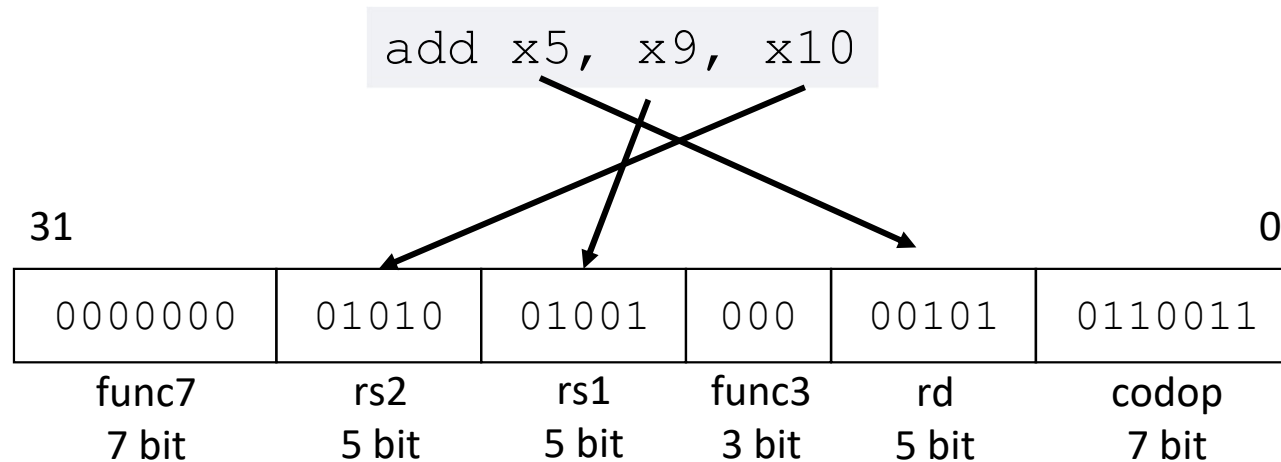 add x5, x9, x10
31 0
0000000 01010 01001 000 00101 0110011
func7 rs2 rs1 func3 rd codop
7 bit 5 bit 5 bit 3 bit 5 bit 7 bit